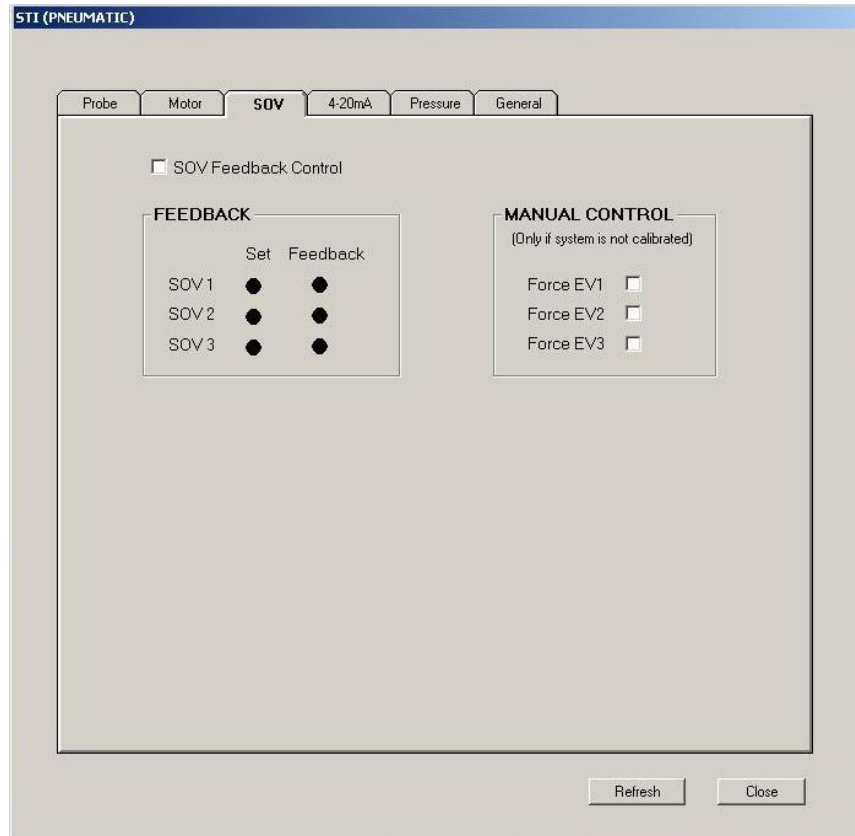 STI (PNEUMATIC)
Probe Motor SOV 4-20mA Pressure General
SOV Feedback Control
FEEDBACK
Set Feedback
SOV 1
SOV 2
SOV 3
MANUAL CONTROL
(Only if system is not calibrated)
Force EV1
Force EV2
Force EV3
Refresh Close